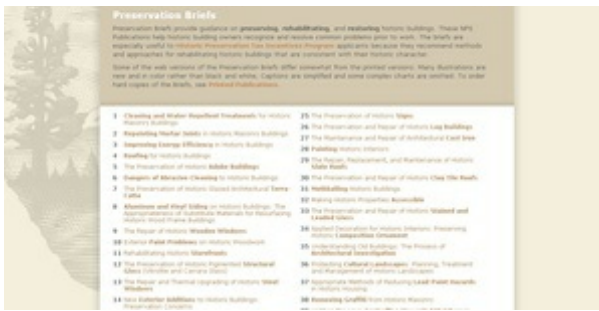 Preservation Briefs
Preservation Briefs provide guidance on preserving, rehabilitating, and restoring historic buildings. These NPS
Publications help historic building owners recognize and resolve common problems prior to work. The briefs are
especially useful to Historic Preservation Tax Incentives Program applicants because they recommend methods
and approaches for rehabilitating historic buildings that are consistent with their historic character.
Some of the web versions of the Preservation Briefs differ somewhat from the printed versions. Many illustrations are
new and in color rather than black and white. Captions are simplified and some complex charts are omitted. To order
hard copies of the Briefs, see Printed Publications.
1 Cleaning and Water-Repellent Treatments for Historic
Masonry Buildings
2 Repointing Mortar Joints in Historic Masonry Buildings
3 Improving Energy Efficiency in Historic Buildings
4 Roofing for Historic Buildings
5 The Preservation of Historic Adobe Buildings
6 Dangers of Abrasive Cleaning to Historic Buildings
7 The Preservation of Historic Glazed Architectural Terra-
Cotta
8 Aluminum and Vinyl Siding on Historic Buildings: The
Appropriateness of Substitute Materials for Resurfacing
Historic Wood Frame Buildings
9 The Repair of Historic Wooden Windows
10 Exterior Paint Problems on Historic Woodwork
11 Rehabilitating Historic Storefronts
12 The Preservation of Historic Pigmented Structural
Glass (Vitrolite and Carrara Glass)
13 The Repair and Thermal Upgrading of Historic Steel
Windows
14 New Exterior Additions to Historic Buildings:
Preservation Concerns
25 The Preservation of Historic Signs
26 The Preservation and Repair of Historic Log Buildings
27 The Maintenance and Repair of Architectural Cast Iron
28 Painting Historic Interiors
29 The Repair, Replacement, and Maintenance of Historic
Slate Roofs
30 The Preservation and Repair of Historic Clay Tile Roofs
31 Mothballing Historic Buildings
32 Making Historic Properties Accessible
33 The Preservation and Repair of Historic Stained and
Leaded Glass
34 Applied Decoration for Historic Interiors: Preserving
Historic Composition Ornament
35 Understanding Old Buildings: The Process of
Architectural Investigation
36 Protecting Cultural Landscapes: Planning, Treatment
and Management of Historic Landscapes
37 Appropriate Methods of Reducing Lead-Paint Hazards
in Historic Housing
38 Removing Graffiti from Historic Masonry